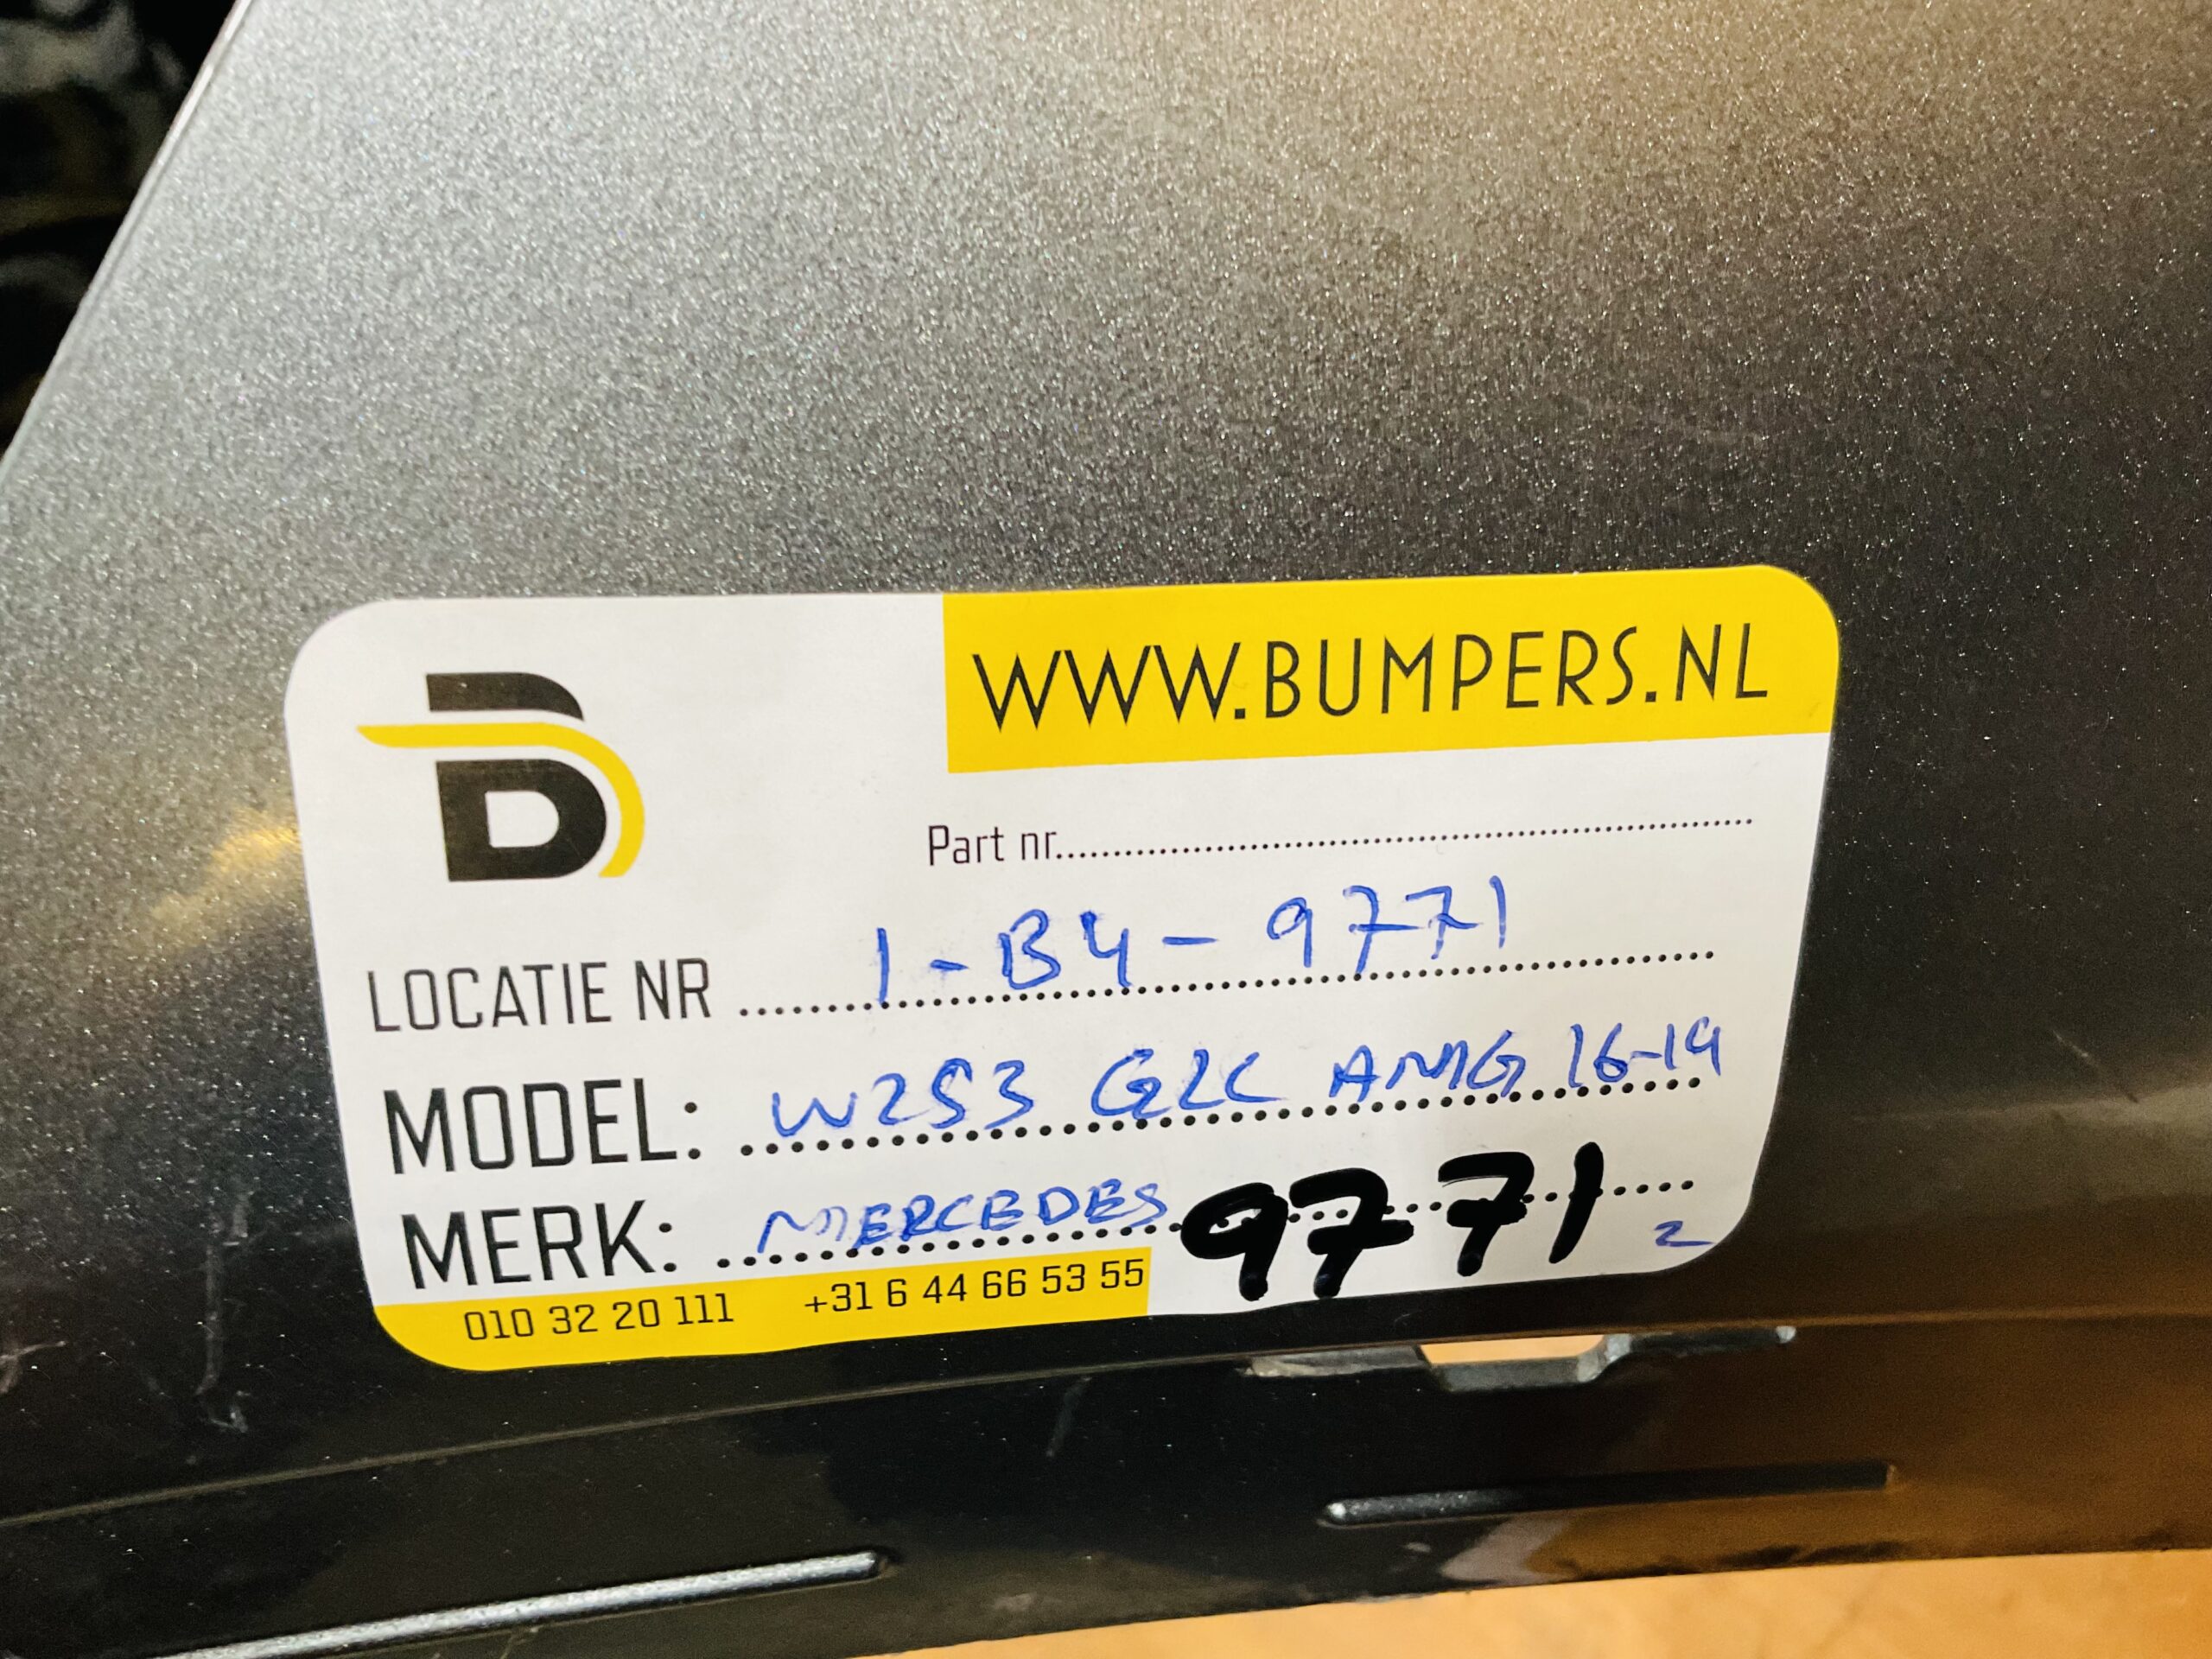 B
WWW.BUMPERS.NL
Part nr.
LOCATIE NR 1-B4-9771
MODEL: W253 GLC AMG 16-19
MERK: MERCEDES 9771 2
010 32 20 111 +31 6 44 66 53 55